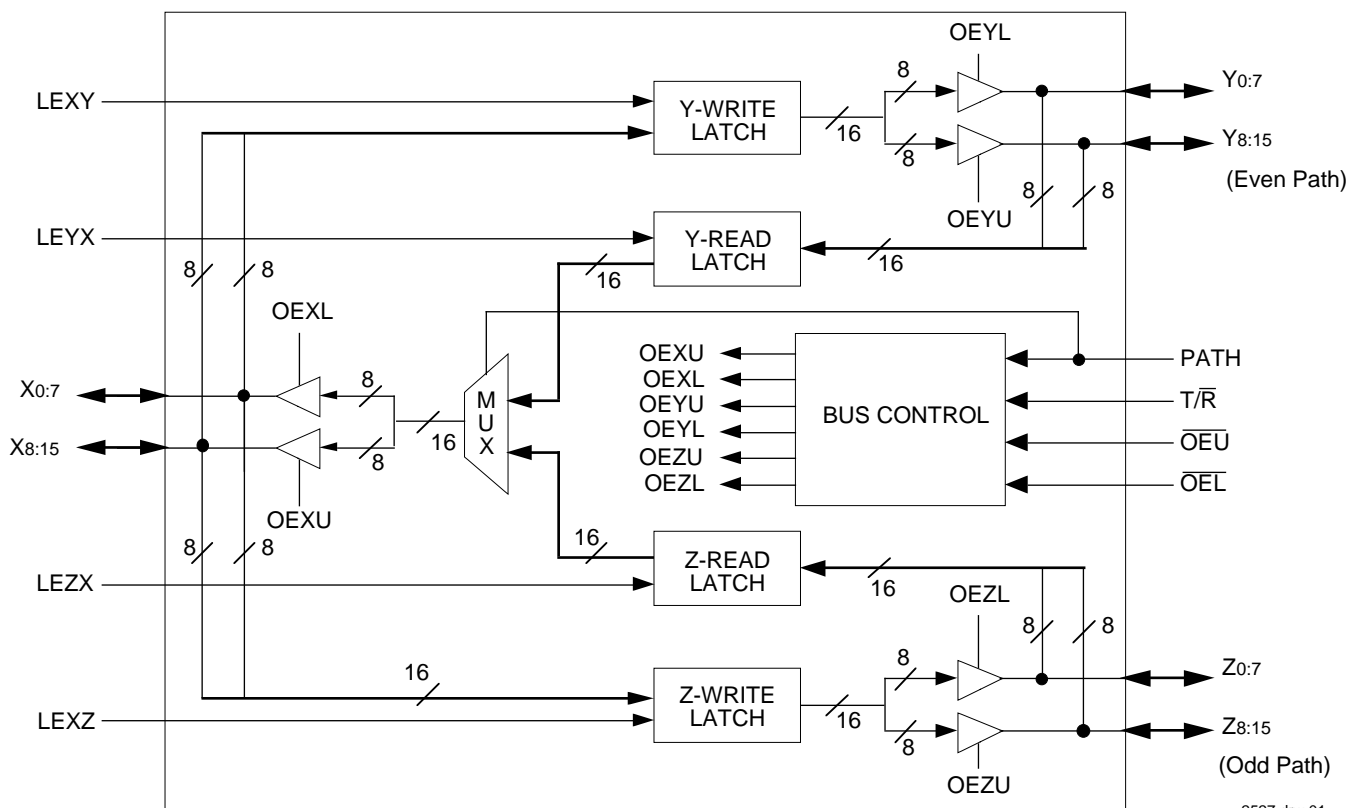 OEYL
LEXY
Y-WRITE
LATCH
16
8
8
Y0:7
Y8:15
(Even Path)
OEYU
8
8
LEYX
Y-READ
LATCH
16
16
8
8
OEXL
X0:7
X8:15
8
8
16
M
U
X
OEXU
OEXU
OEXL
OEYU
OEYL
OEZU
OEZL
BUS CONTROL
PATH
T/R̅
O̅E̅U̅
O̅E̅L̅
8
8
16
LEZX
Z-READ
LATCH
16
OEZL
8
8
16
LEXZ
Z-WRITE
LATCH
16
8
8
Z0:7
Z8:15
(Odd Path)
OEZU